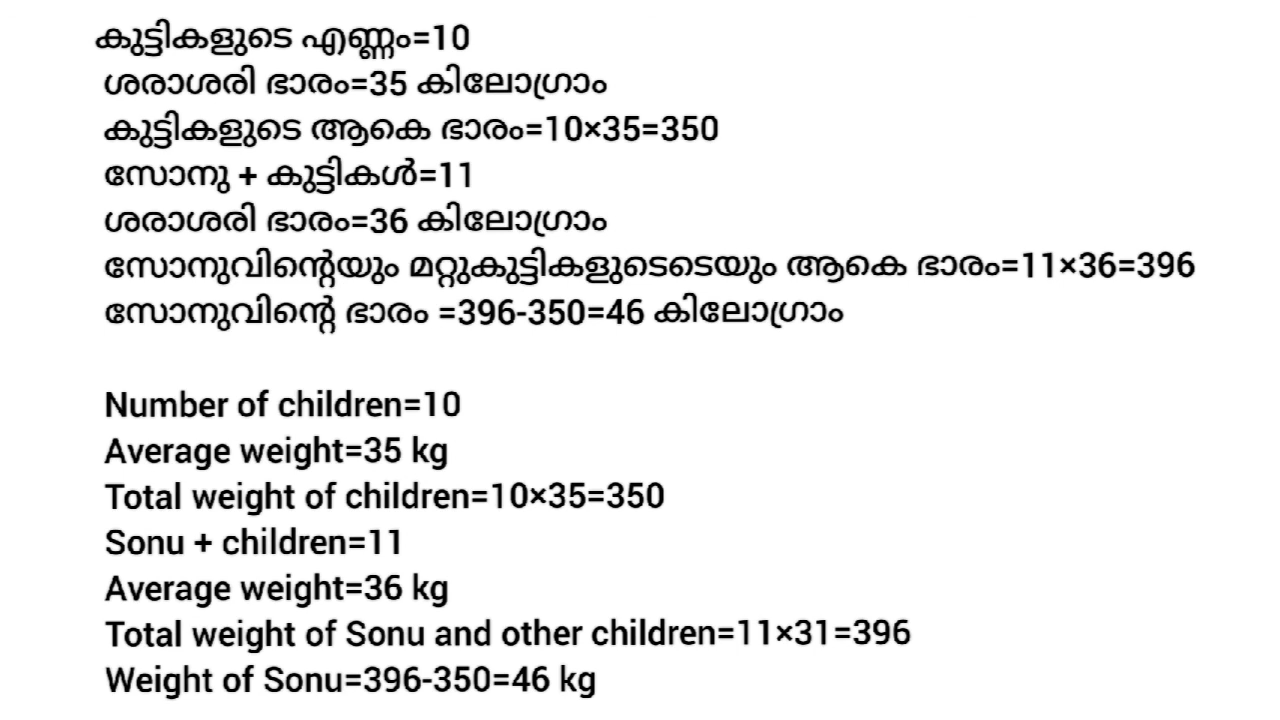 കുട്ടികളുടെ എണ്ണം=10
ശരാശരി ഭാരം=35 കിലോഗ്രാം
കുട്ടികളുടെ ആകെ ഭാരം=10×35=350
സോനു + കുട്ടികൾ=11
ശരാശരി ഭാരം=36 കിലോഗ്രാം
സോനുവിന്റെയും മറ്റുകുട്ടികളുടെടെയും ആകെ ഭാരം=11×36=396
സോനുവിന്റെ ഭാരം =396-350=46 കിലോഗ്രാം
Number of children=10
Average weight=35 kg
Total weight of children=10×35=350
Sonu + children=11
Average weight=36 kg
Total weight of Sonu and other children=11×31=396
Weight of Sonu=396-350=46 kg